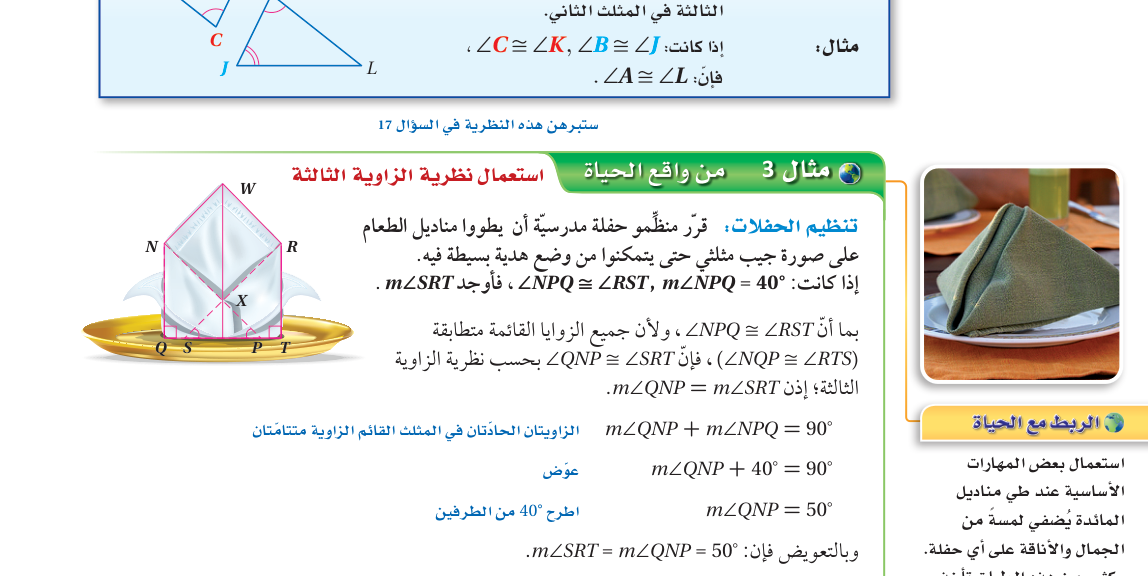 الثالثة في المثلث الثاني.
مثال: إذا كانت: ∠C ≅ ∠K, ∠B ≅ ∠J ،
فإنّ: ∠A ≅ ∠L .
C
J
L
ستبرهن هذه النظرية في السؤال 17
مثال 3 من واقع الحياة استعمال نظرية الزاوية الثالثة
تنظيم الحفلات: قرّر منظِّمو حفلة مدرسيّة أن يطووا مناديل الطعام
على صورة جيب مثلثي حتى يتمكنوا من وضع هدية بسيطة فيه.
إذا كانت: ∠NPQ ≅ ∠RST, m∠NPQ = 40° ، فأوجد m∠SRT .
W
N
R
X
Q
S
P
T
بما أنّ ∠NPQ ≅ ∠RST ، ولأن جميع الزوايا القائمة متطابقة
(∠NQP ≅ ∠RTS) ، فإنّ ∠QNP ≅ ∠SRT بحسب نظرية الزاوية
الثالثة؛ إذن m∠QNP = m∠SRT.
m∠QNP + m∠NPQ = 90° الزاويتان الحادّتان في المثلث القائم الزاوية متتامّتان
m∠QNP + 40° = 90° عوّض
m∠QNP = 50° اطرح 40° من الطرفين
وبالتعويض فإن: m∠SRT = m∠QNP = 50°.
الربط مع الحياة
استعمال بعض المهارات
الأساسية عند طي مناديل
المائدة يُضفي لمسةً من
الجمال والأناقة على أي حفلة.